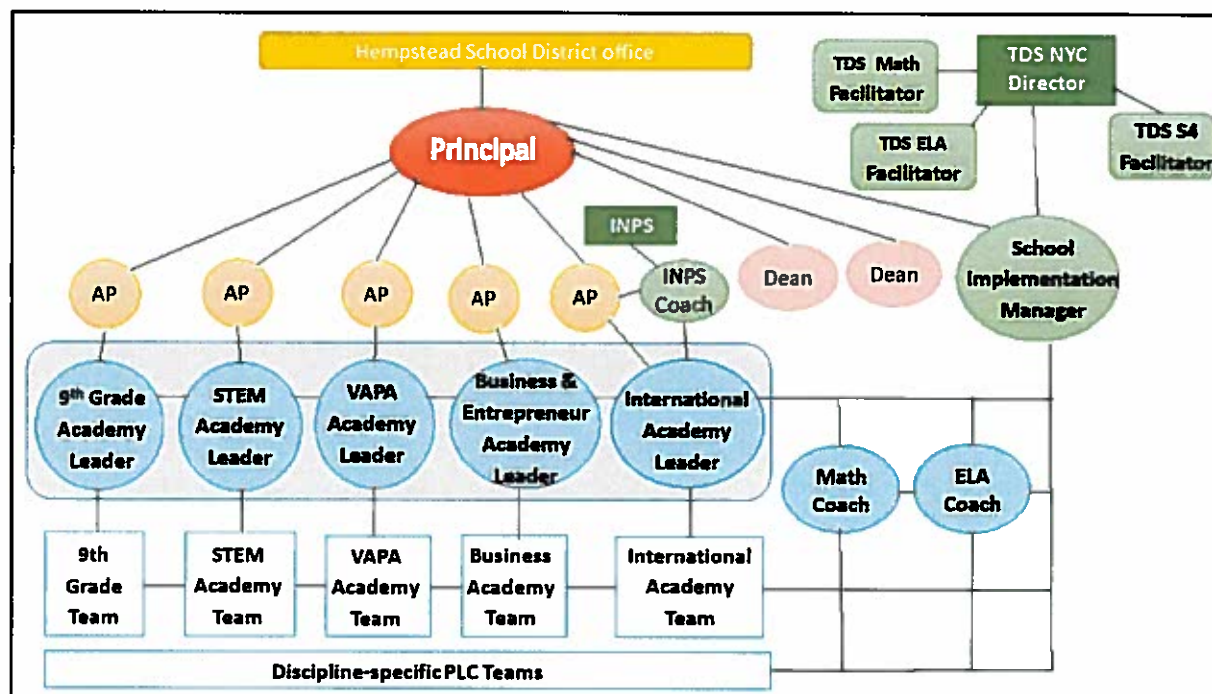 Hempstead School District office
TDS Math
Facilitator
TDS NYC
Director
TDS ELA
Facilitator
TDS S4
Facilitator
Principal
INPS
AP
AP
AP
AP
AP
INPS
Coach
Dean
Dean
School
Implementation
Manager
9th Grade
Academy
Leader
STEM
Academy
Leader
VAPA
Academy
Leader
Business &
Entrepreneur
Academy
Leader
International
Academy
Leader
Math
Coach
ELA
Coach
9th
Grade
Team
STEM
Academy
Team
VAPA
Academy
Team
Business
Academy
Team
International
Academy
Team
Discipline-specific PLC Teams